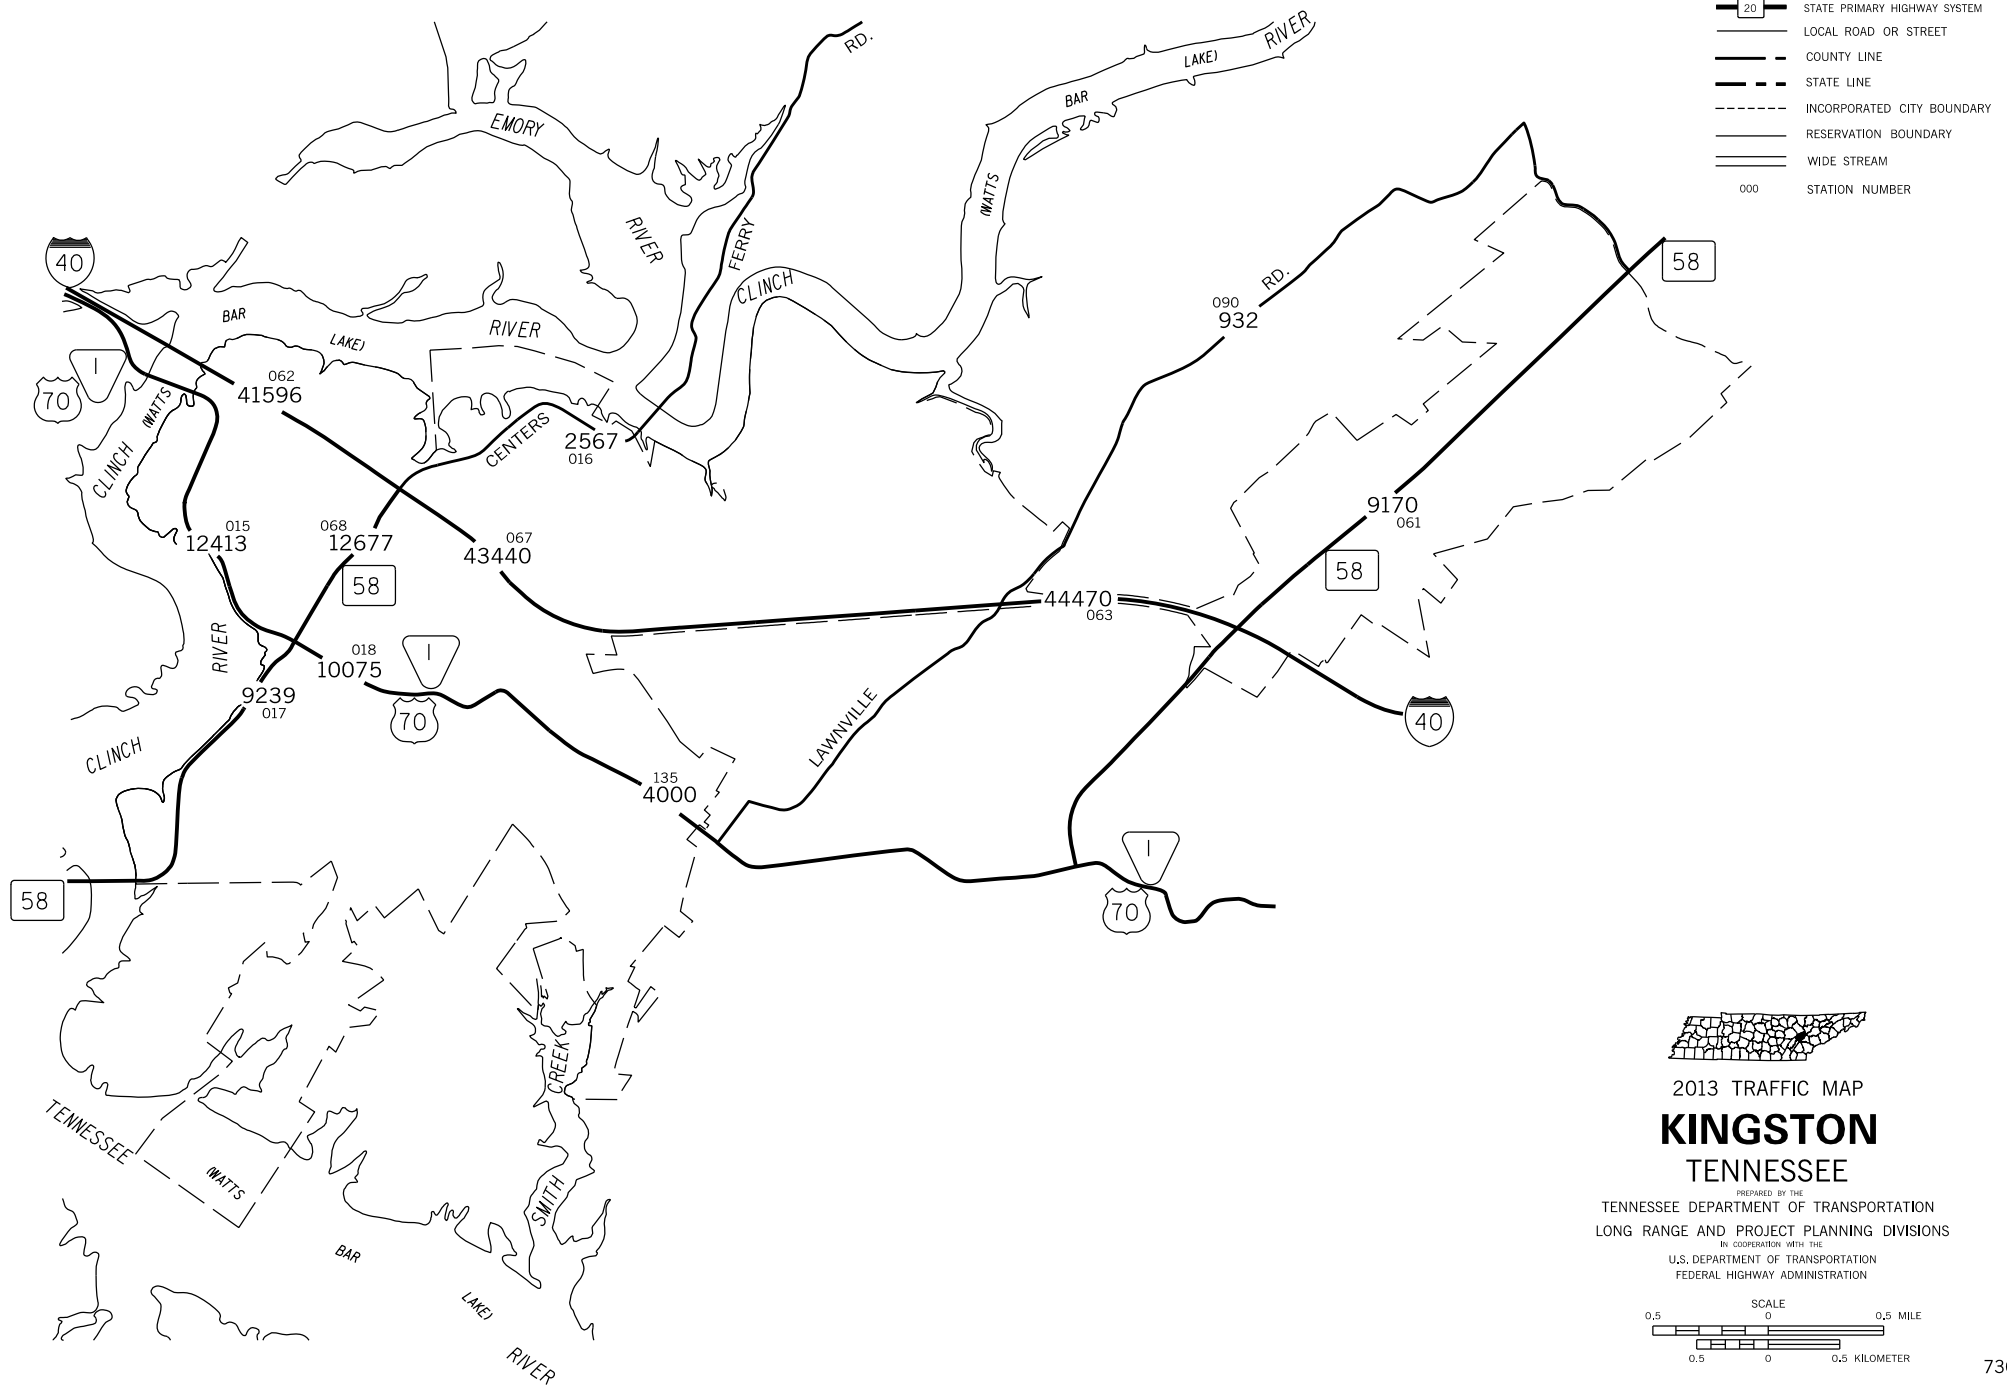 20 STATE PRIMARY HIGHWAY SYSTEM
LOCAL ROAD OR STREET
COUNTY LINE
STATE LINE
INCORPORATED CITY BOUNDARY
RESERVATION BOUNDARY
WIDE STREAM
000 STATION NUMBER
RD.
RIVER
LAKE)
BAR
(WATTS
EMORY
RIVER
FERRY
CLINCH
40
BAR
LAKE)
RIVER
58
RD.
090
932
1
70
062
41596
(WATTS
CLINCH
CENTERS
2567
016
015
12413
068
12677
58
067
43440
9170
061
58
44470
063
RIVER
018
10075
1
70
9239
017
CLINCH
LAWNVILLE
40
135
4000
58
1
70
CREEK
SMITH
TENNESSEE
(WATTS
BAR
LAKE)
RIVER
2013 TRAFFIC MAP
KINGSTON
TENNESSEE
PREPARED BY THE
TENNESSEE DEPARTMENT OF TRANSPORTATION
LONG RANGE AND PROJECT PLANNING DIVISIONS
IN COOPERATION WITH THE
U.S. DEPARTMENT OF TRANSPORTATION
FEDERAL HIGHWAY ADMINISTRATION
SCALE
0.5 0 0.5 MILE
0.5 0 0.5 KILOMETER